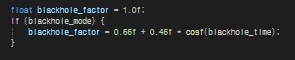 float blackhole_factor = 1.0f;
if (blackhole_mode) {
blackhole_factor = 0.55f + 0.45f * cosf(blackhole_time);
}